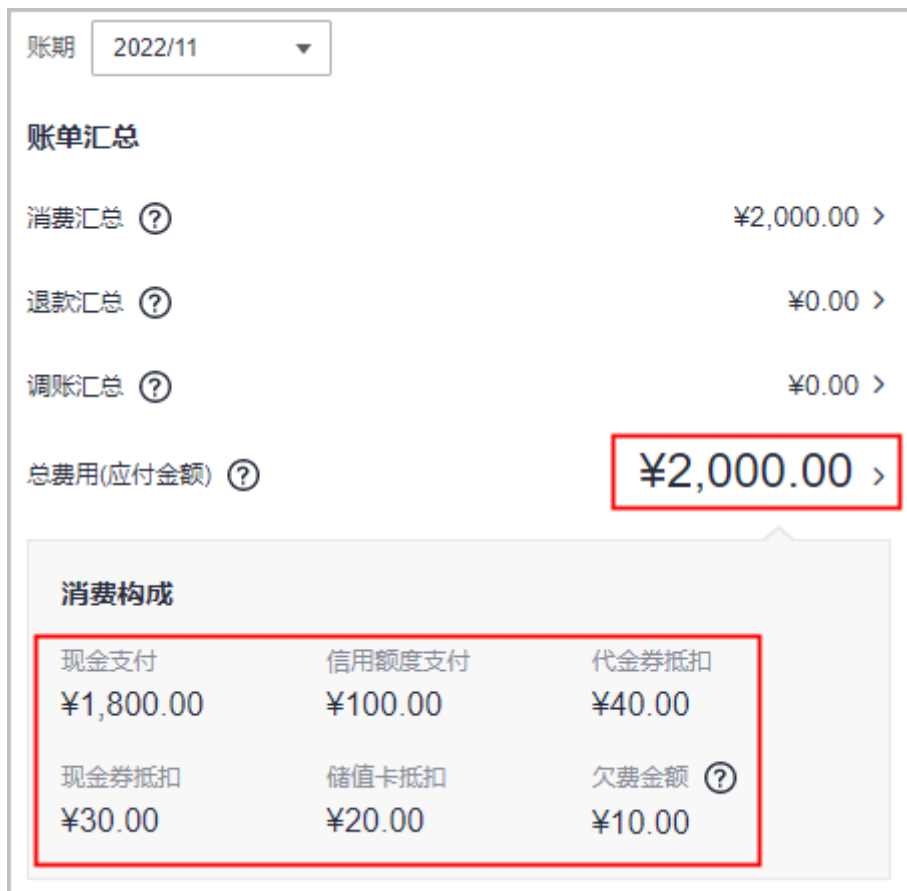 账期 2022/11
账单汇总
消费汇总 ? ¥2,000.00 >
退款汇总 ? ¥0.00 >
调账汇总 ? ¥0.00 >
总费用(应付金额) ? ¥2,000.00 >
消费构成
现金支付 信用额度支付 代金券抵扣
¥1,800.00 ¥100.00 ¥40.00
现金券抵扣 储值卡抵扣 欠费金额 ?
¥30.00 ¥20.00 ¥10.00